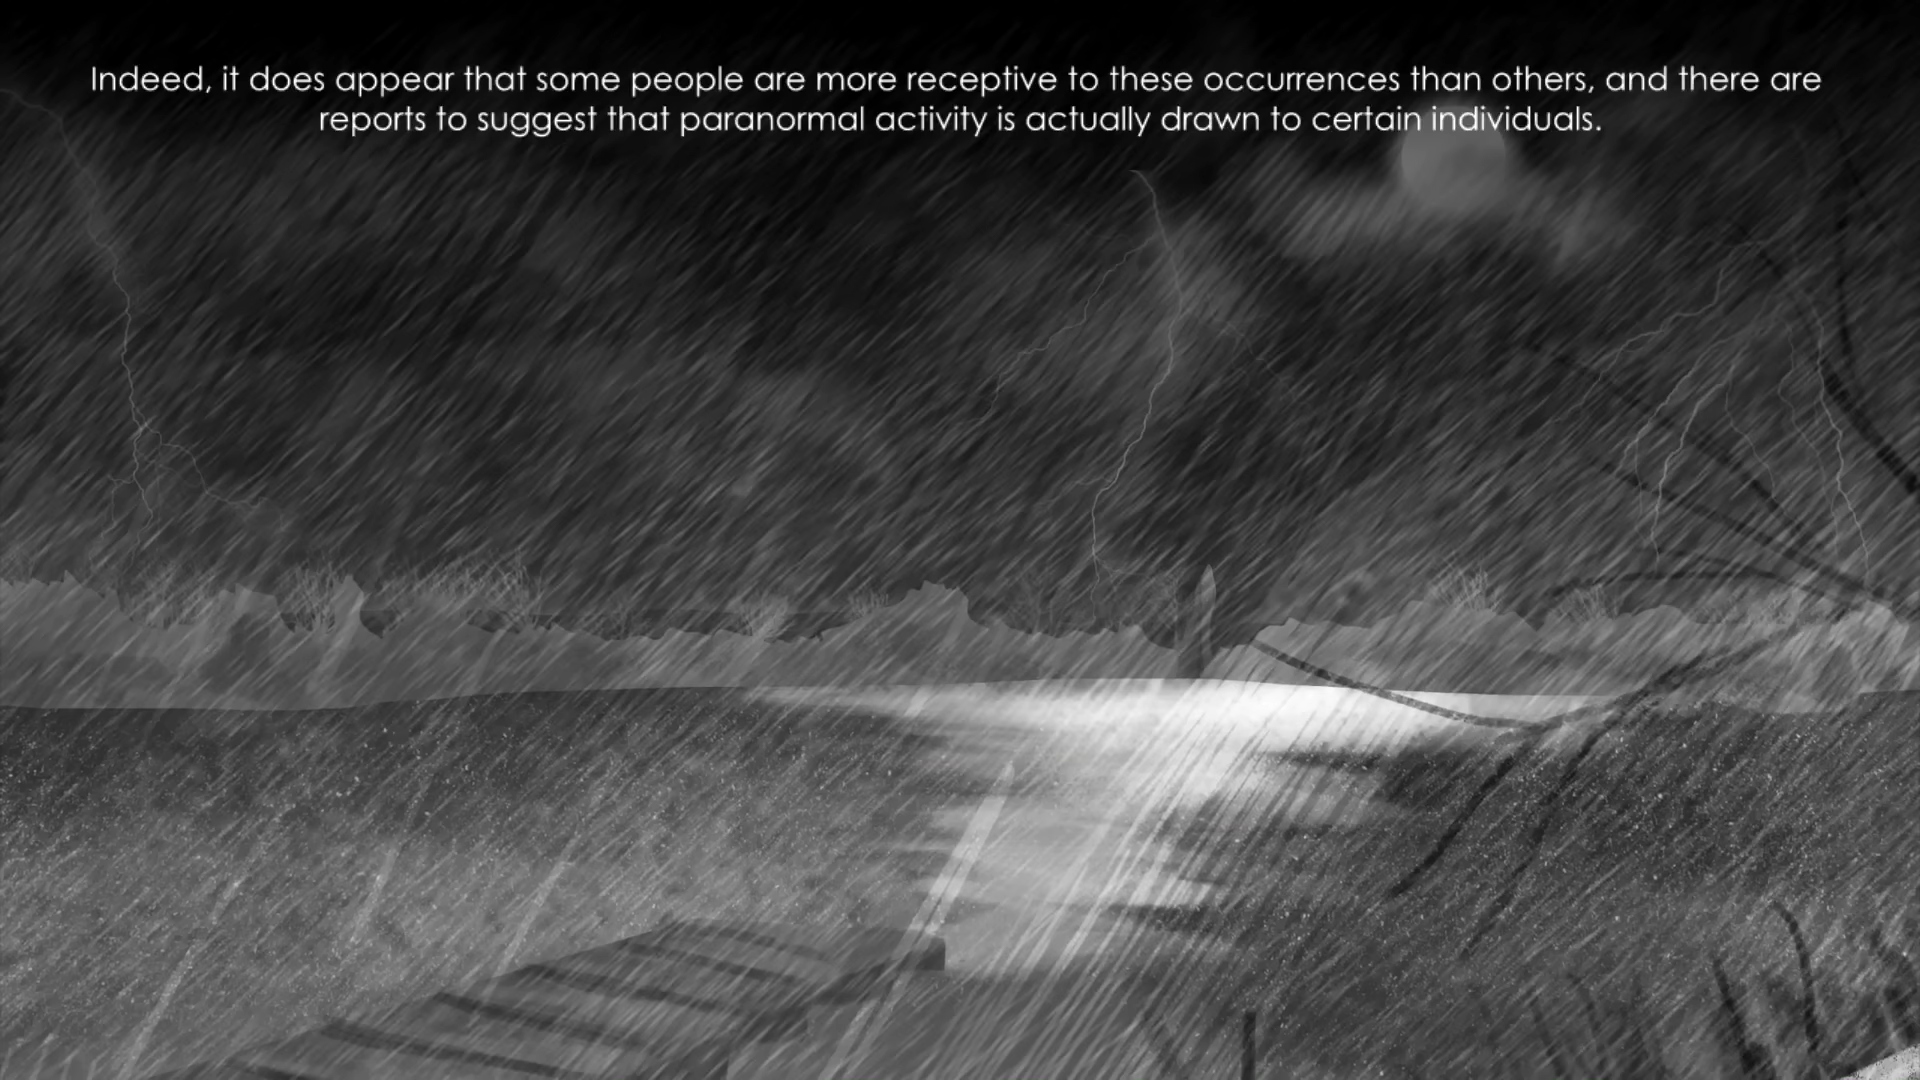 Indeed, it does appear that some people are more receptive to these occurrences than others, and there are
reports to suggest that paranormal activity is actually drawn to certain individuals.